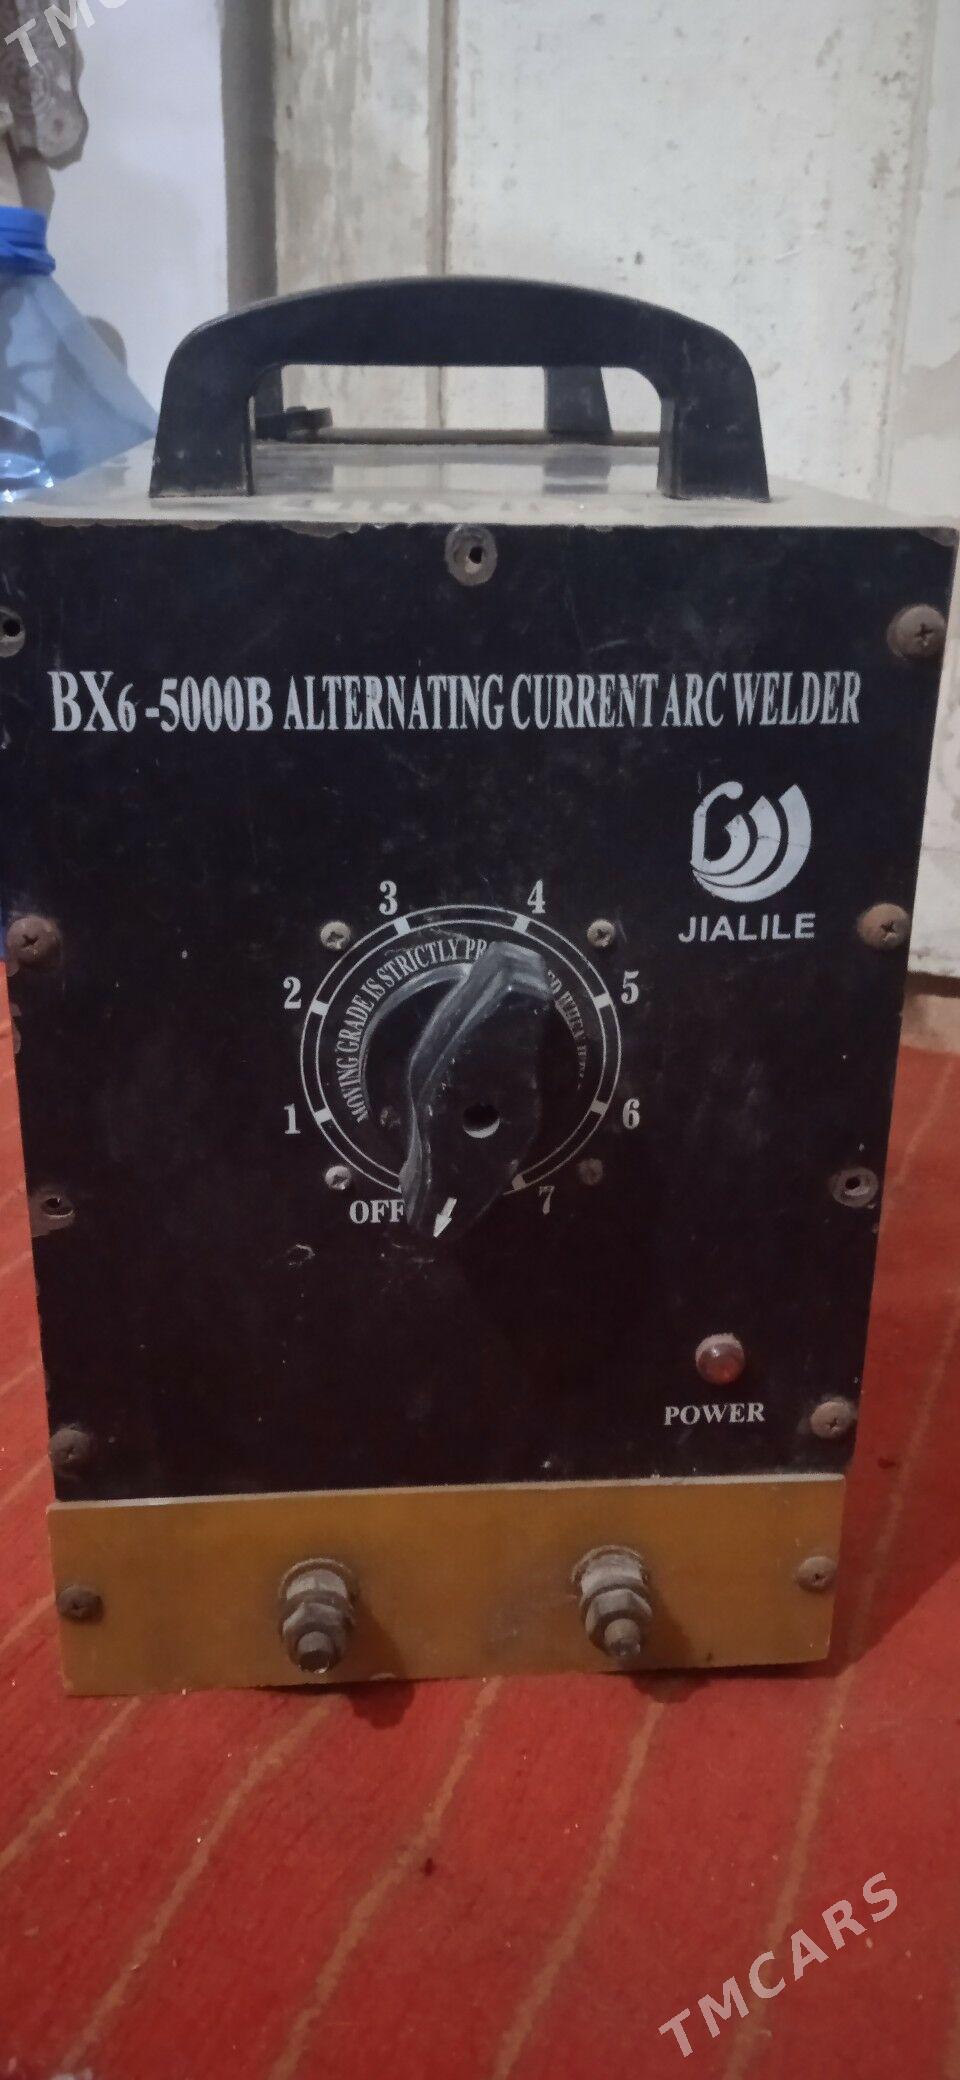 BX6-5000B ALTERNATING CURRENT ARC WELDER
JIALILE
3 4
2 5
MOVING GRADE IS STRICTLY
1 6
OFF 7
POWER
TMCARS